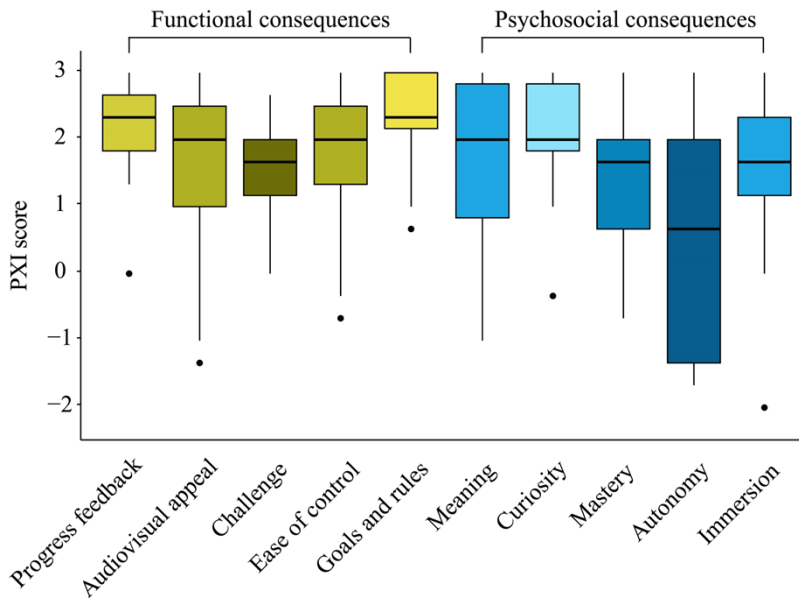 Functional consequences
Psychosocial consequences
PXI score
3
2
1
0
−1
−2
Progress feedback
Audiovisual appeal
Challenge
Ease of control
Goals and rules
Meaning
Curiosity
Mastery
Autonomy
Immersion